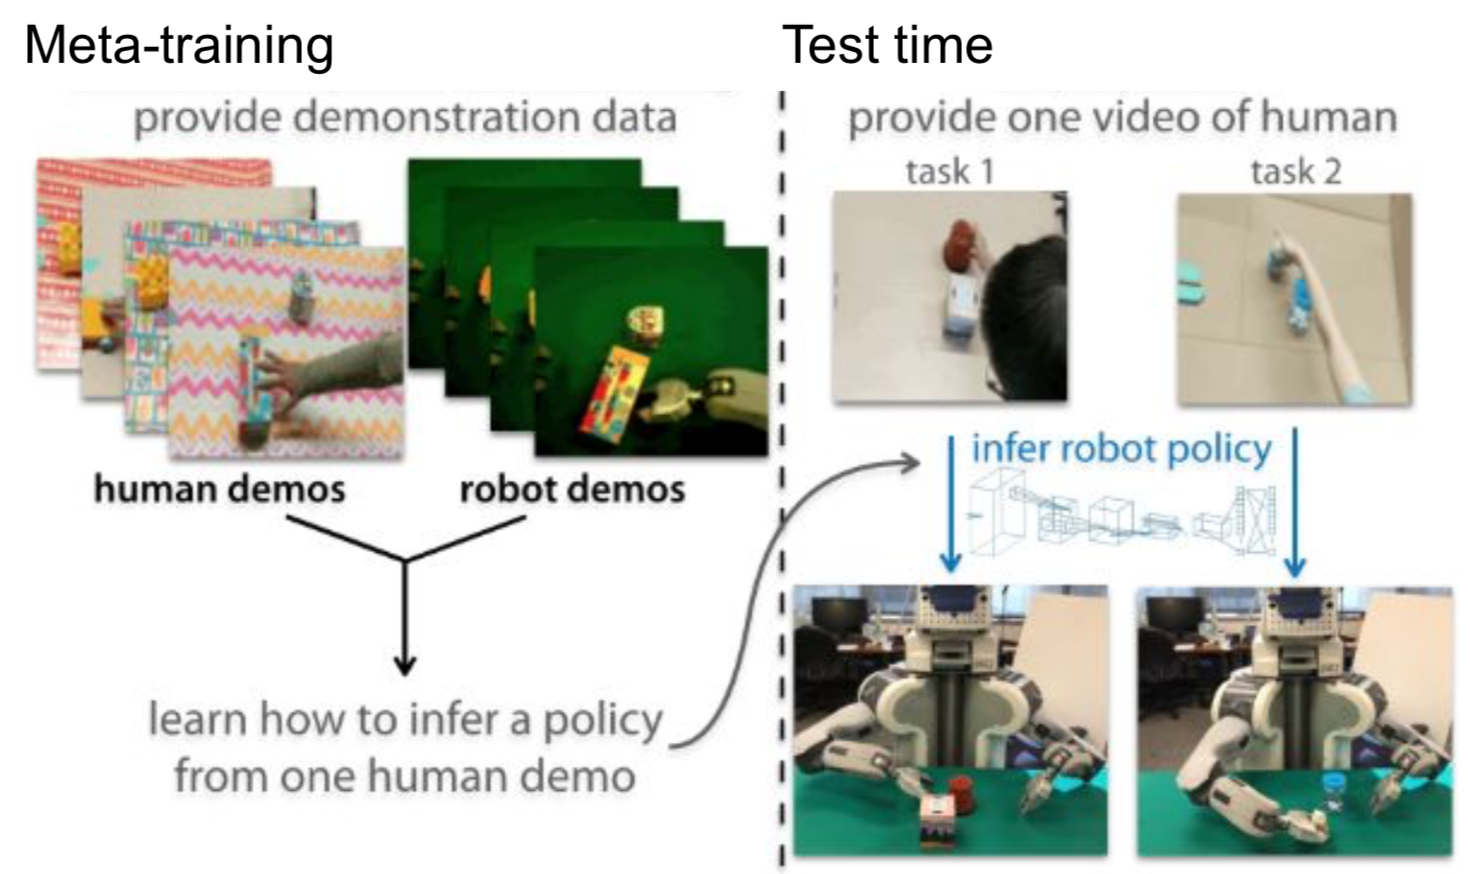 Meta-training
provide demonstration data
human demos
robot demos
learn how to infer a policy
from one human demo
Test time
provide one video of human
task 1
task 2
infer robot policy